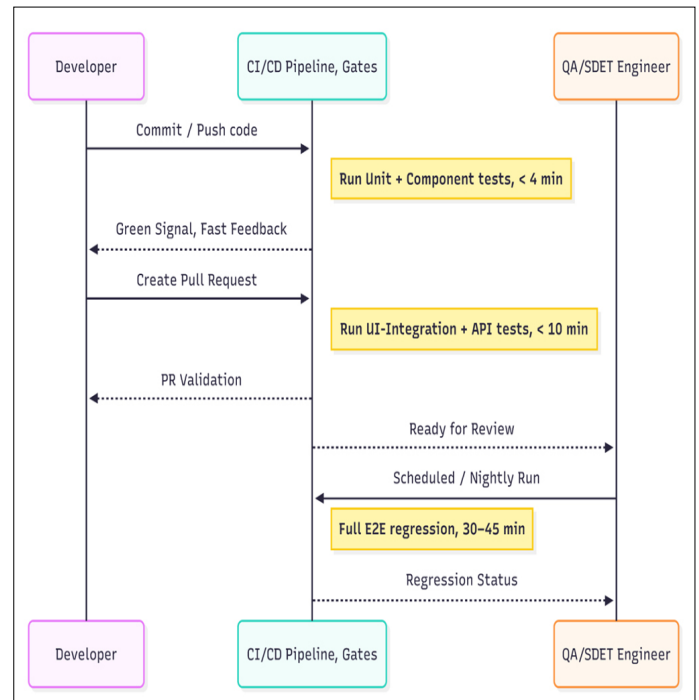 Developer
CI/CD Pipeline, Gates
QA/SDET Engineer
Commit / Push code
Run Unit + Component tests, < 4 min
Green Signal, Fast Feedback
Create Pull Request
Run UI-Integration + API tests, < 10 min
PR Validation
Ready for Review
Scheduled / Nightly Run
Full E2E regression, 30–45 min
Regression Status
Developer
CI/CD Pipeline, Gates
QA/SDET Engineer